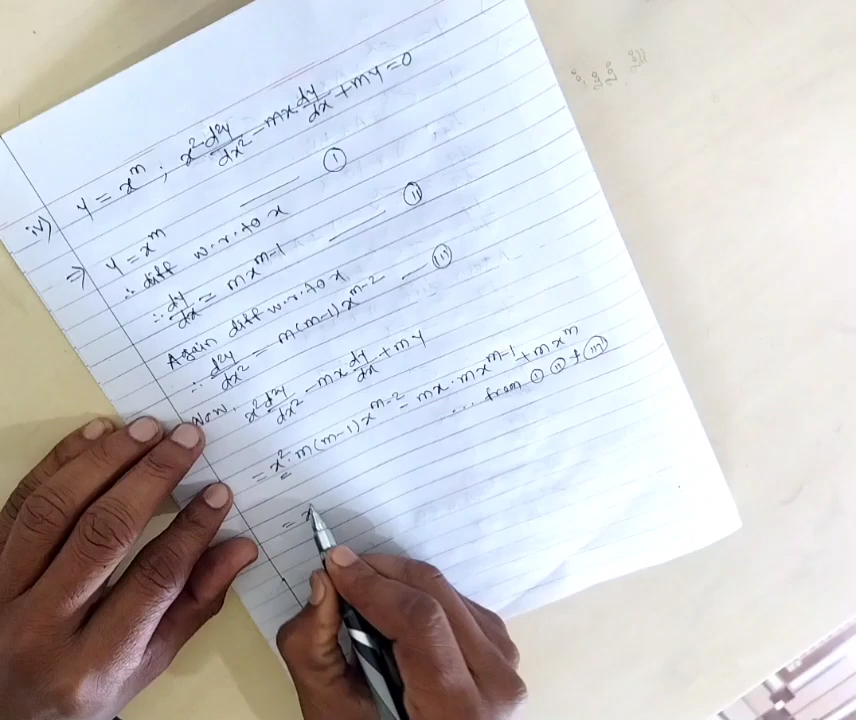 iv) y = x^m ; x² d²y/dx² - mx dy/dx + my = 0
⇒ y = x^m —— (I)
∴ diff w.r.to x
∴ dy/dx = m x^(m-1) —— (II)
Again diff w.r.to x
∴ d²y/dx² = m(m-1) x^(m-2) — (III)
Now, x² d²y/dx² - mx dy/dx + my
= x² . m(m-1) x^(m-2) - mx . m x^(m-1) + m x^m
... from (I) (II) + (III)
= x